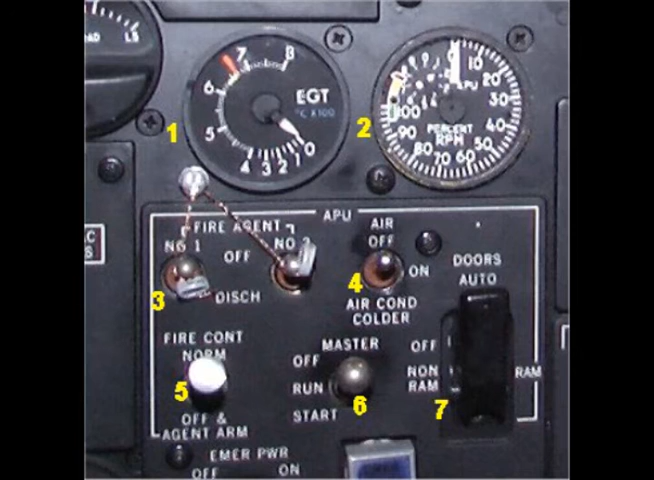 LS
7
8
6
5
4
3
2
1
0
EGT
°C X100
1
0
10
20
30
40
50
60
70
80
90
100
APU
PERCENT
RPM
2
APU
FIRE AGENT
NO 1
OFF
NO 2
DISCH
3
AIR
OFF
ON
AIR COND
COLDER
4
DOORS
AUTO
OFF
NON
RAM
RAM
7
FIRE CONT
NORM
OFF &
AGENT ARM
5
MASTER
OFF
RUN
START
6
EMER PWR
OFF
ON